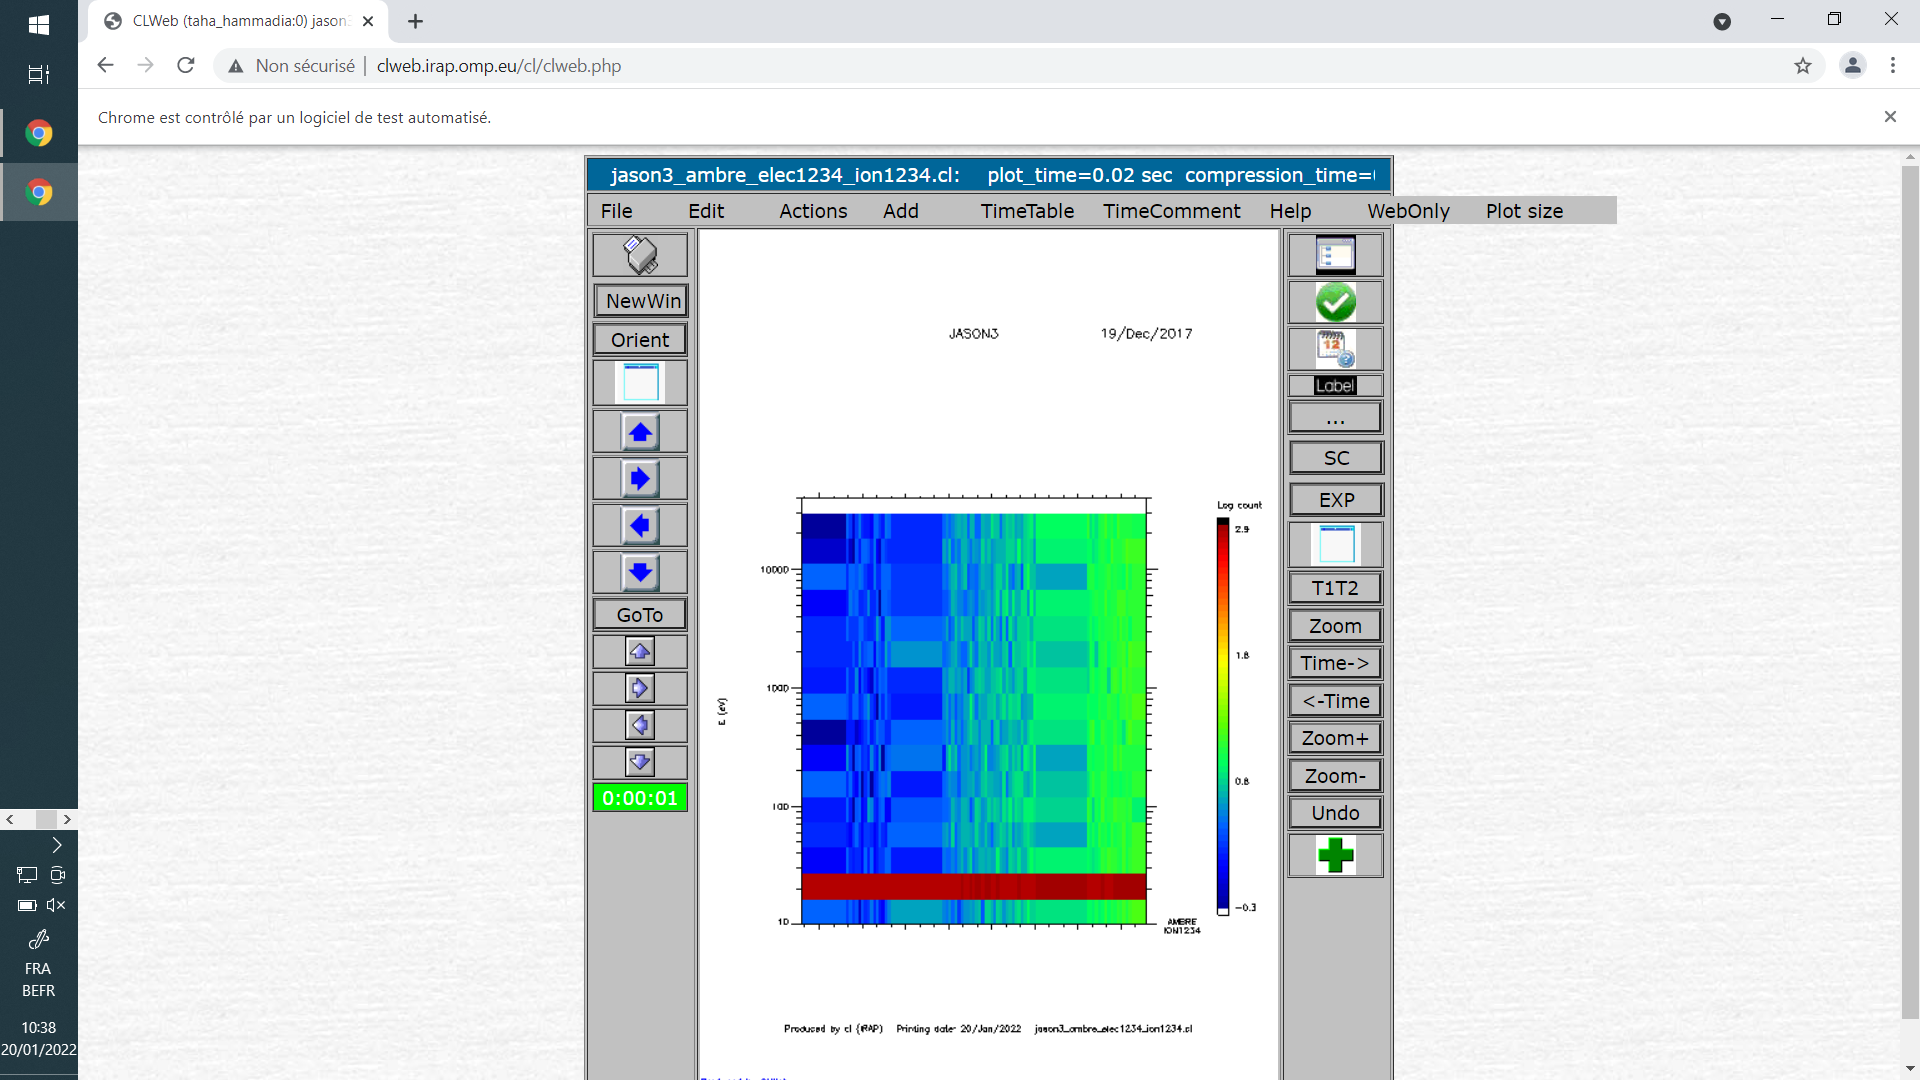 CLWeb (taha_hammadia:0) jason3
Non sécurisé | clweb.irap.omp.eu/cl/clweb.php
Chrome est contrôlé par un logiciel de test automatisé.
jason3_ambre_elec1234_ion1234.cl: plot_time=0.02 sec compression_time=
File Edit Actions Add TimeTable TimeComment Help WebOnly Plot size
NewWin
Orient
GoTo
0:00:01
JASON3 19/Dec/2017
Log count
2.9
1.8
0.8
-0.3
10000
1000
100
10
E (eV)
AMBRE
ION1234
Produced by cl (IRAP) Printing date: 20/Jan/2022 jason3_ambre_elec1234_ion1234.cl
12
Label
...
SC
EXP
T1T2
Zoom
Time->
<-Time
Zoom+
Zoom-
Undo
FRA
BEFR
10:38
20/01/2022